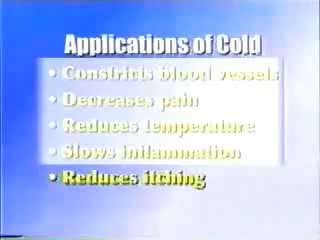 Applications of Cold
• Constricts blood vessels
• Decreases pain
• Reduces temperature
• Slows inflammation
• Reduces itching